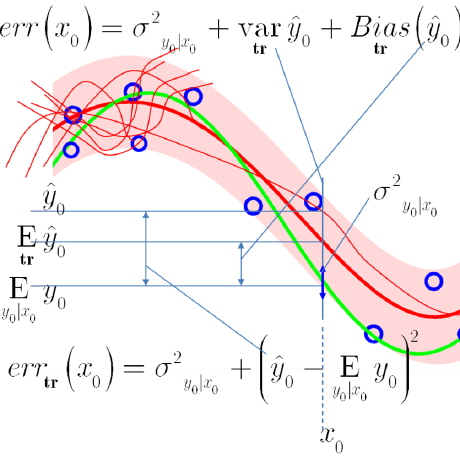 err(x₀) = σ²_{y₀|x₀} + var_{tr} ŷ₀ + Bias_{tr}(ŷ₀)
σ²_{y₀|x₀}
ŷ₀
E_{tr} ŷ₀
E_{y₀|x₀} y₀
err_{tr}(x₀) = σ²_{y₀|x₀} + (ŷ₀ − E_{y₀|x₀} y₀)²
x₀